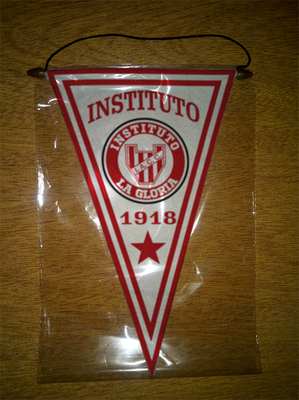 INSTITUTO
INSTITUTO
I.A.C.C.
LA GLORIA
1918